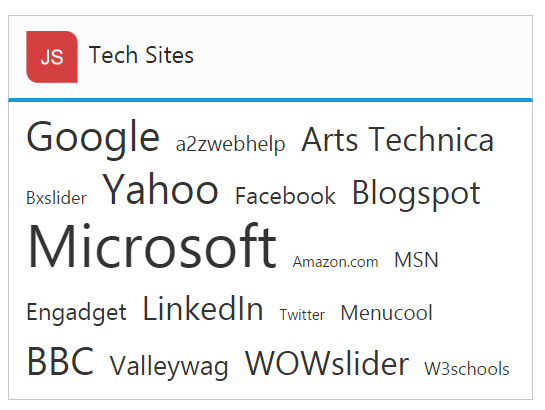 JS Tech Sites
Google a2zwebhelp Arts Technica
Bxslider Yahoo Facebook Blogspot
Microsoft Amazon.com MSN
Engadget LinkedIn Twitter Menucool
BBC Valleywag WOWslider W3schools